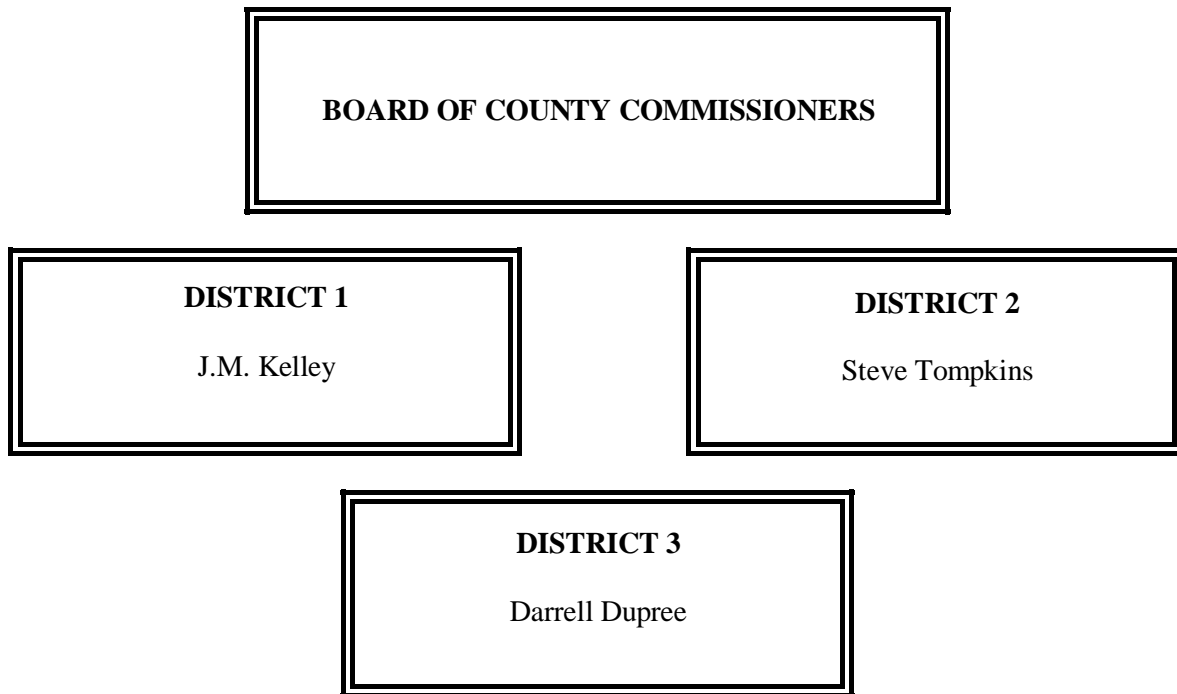 BOARD OF COUNTY COMMISSIONERS
DISTRICT 1
J.M. Kelley
DISTRICT 2
Steve Tompkins
DISTRICT 3
Darrell Dupree